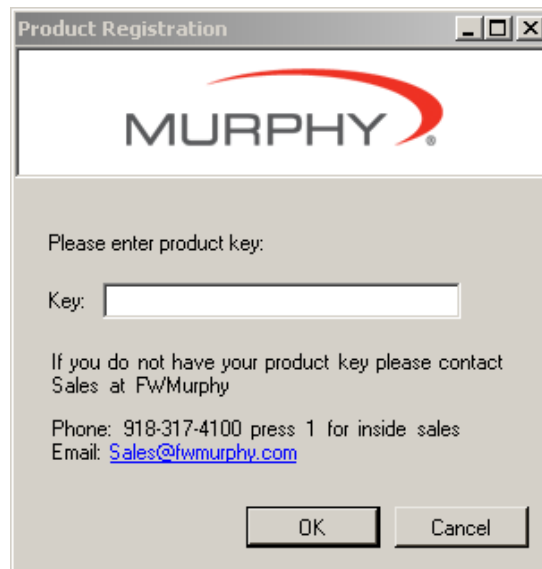 Product Registration
MURPHY®
Please enter product key:
Key:
If you do not have your product key please contact
Sales at FWMurphy
Phone: 918-317-4100 press 1 for inside sales
Email: Sales@fwmurphy.com
OK Cancel